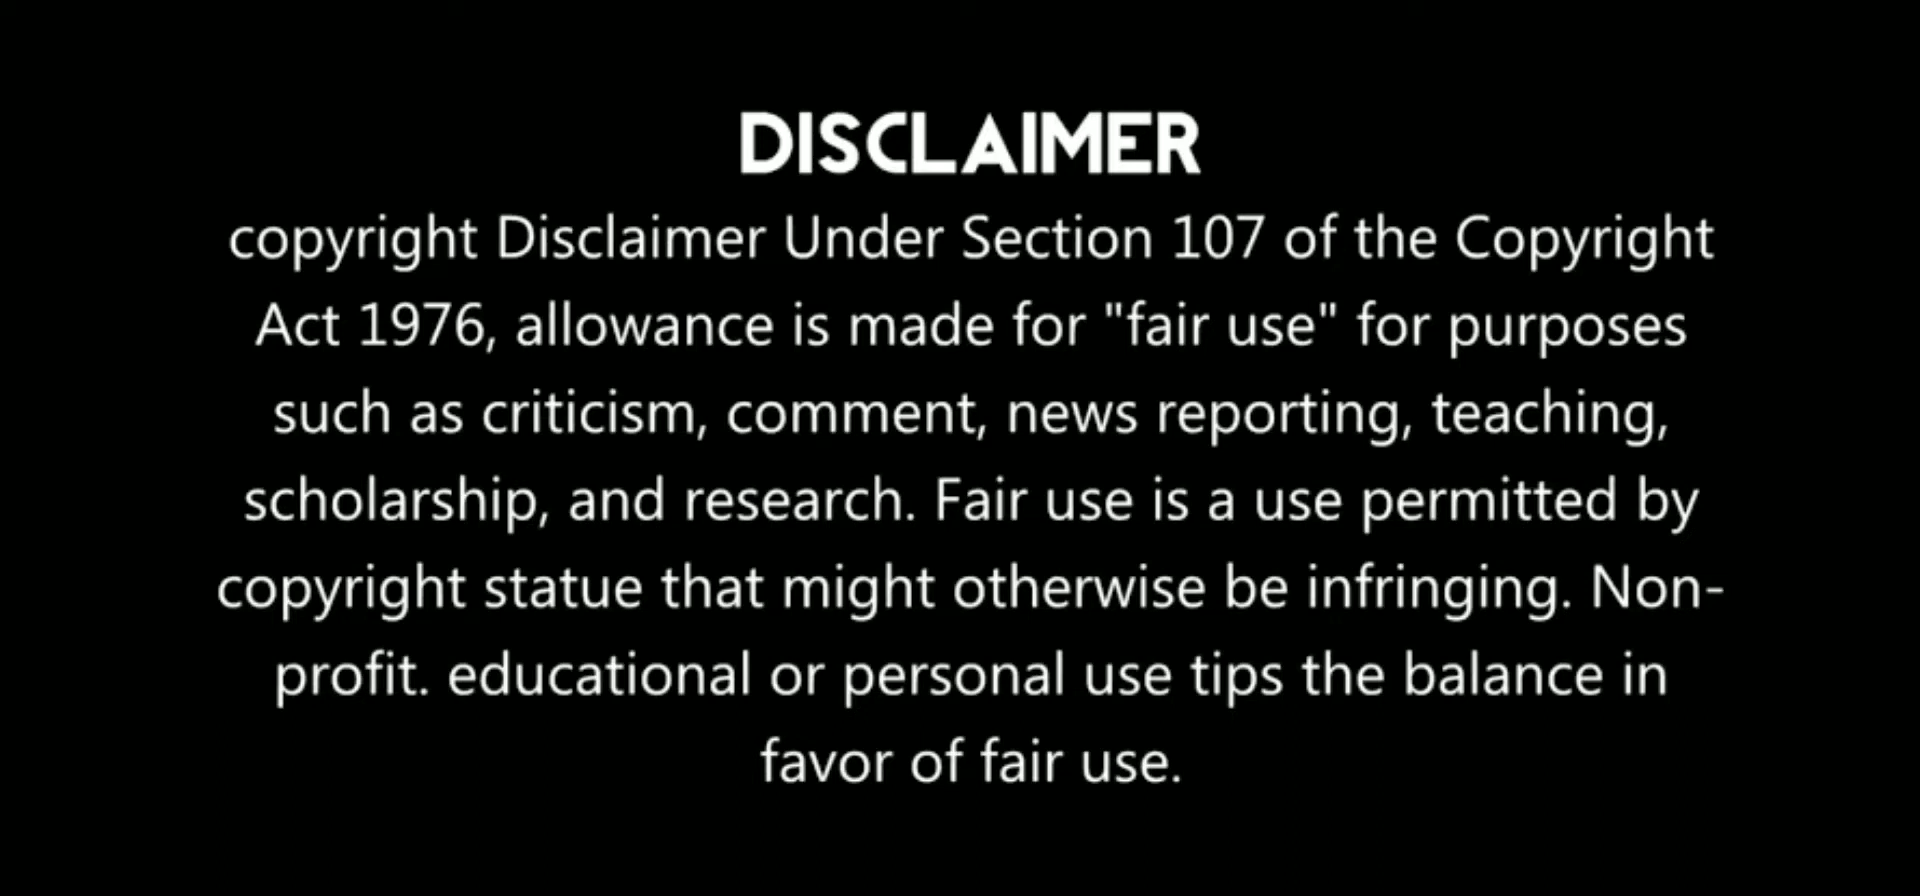 DISCLAIMER
copyright Disclaimer Under Section 107 of the Copyright
Act 1976, allowance is made for "fair use" for purposes
such as criticism, comment, news reporting, teaching,
scholarship, and research. Fair use is a use permitted by
copyright statue that might otherwise be infringing. Non-
profit. educational or personal use tips the balance in
favor of fair use.